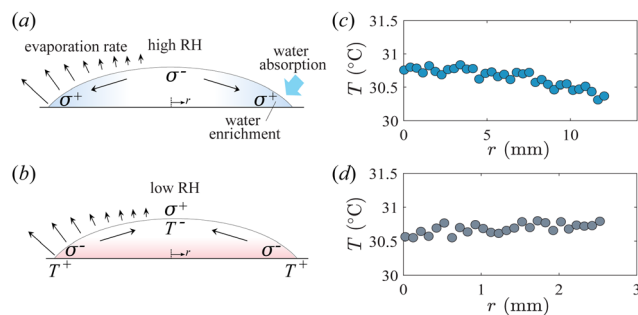 (a)
evaporation rate
high RH
water
absorption
σ⁻
σ⁺
σ⁺
r
water
enrichment
(b)
low RH
σ⁺
T⁻
σ⁻
σ⁻
r
T⁺
T⁺
(c)
31.5
31
30.5
30
T (°C)
0
5
10
r (mm)
(d)
31.5
31
30.5
30
T (°C)
0
1
2
3
r (mm)